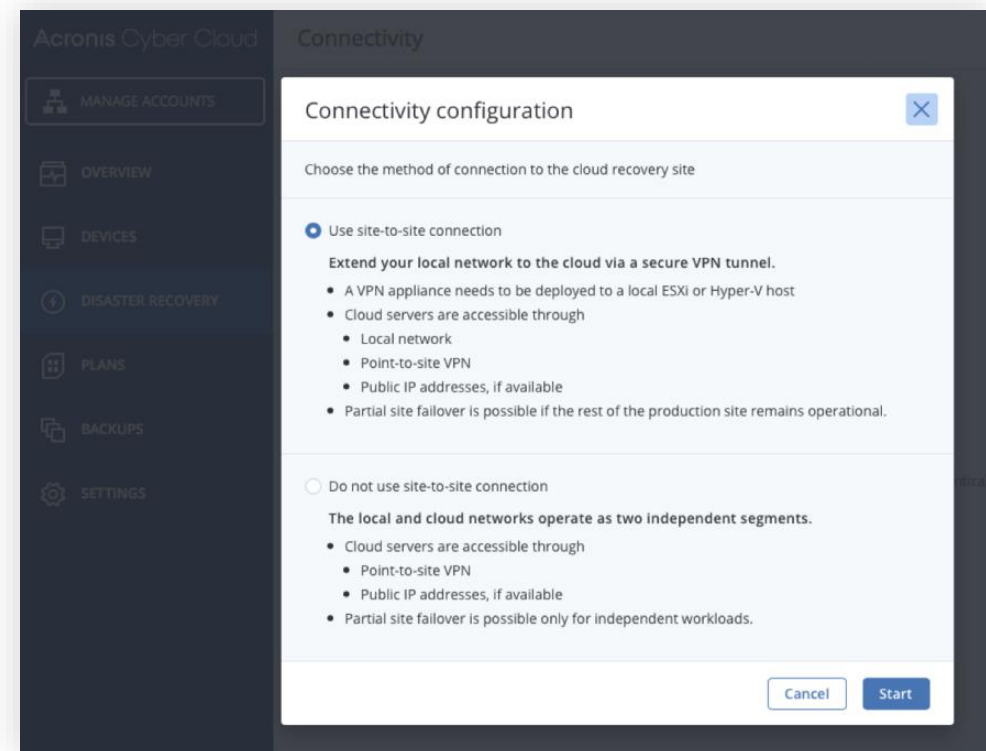 Acronis Cyber Cloud
Connectivity
MANAGE ACCOUNTS
OVERVIEW
DEVICES
DISASTER RECOVERY
PLANS
BACKUPS
SETTINGS
Connectivity configuration
Choose the method of connection to the cloud recovery site
Use site-to-site connection
Extend your local network to the cloud via a secure VPN tunnel.
• A VPN appliance needs to be deployed to a local ESXi or Hyper-V host
• Cloud servers are accessible through
• Local network
• Point-to-site VPN
• Public IP addresses, if available
• Partial site failover is possible if the rest of the production site remains operational.
Do not use site-to-site connection
The local and cloud networks operate as two independent segments.
• Cloud servers are accessible through
• Point-to-site VPN
• Public IP addresses, if available
• Partial site failover is possible only for independent workloads.
Cancel
Start